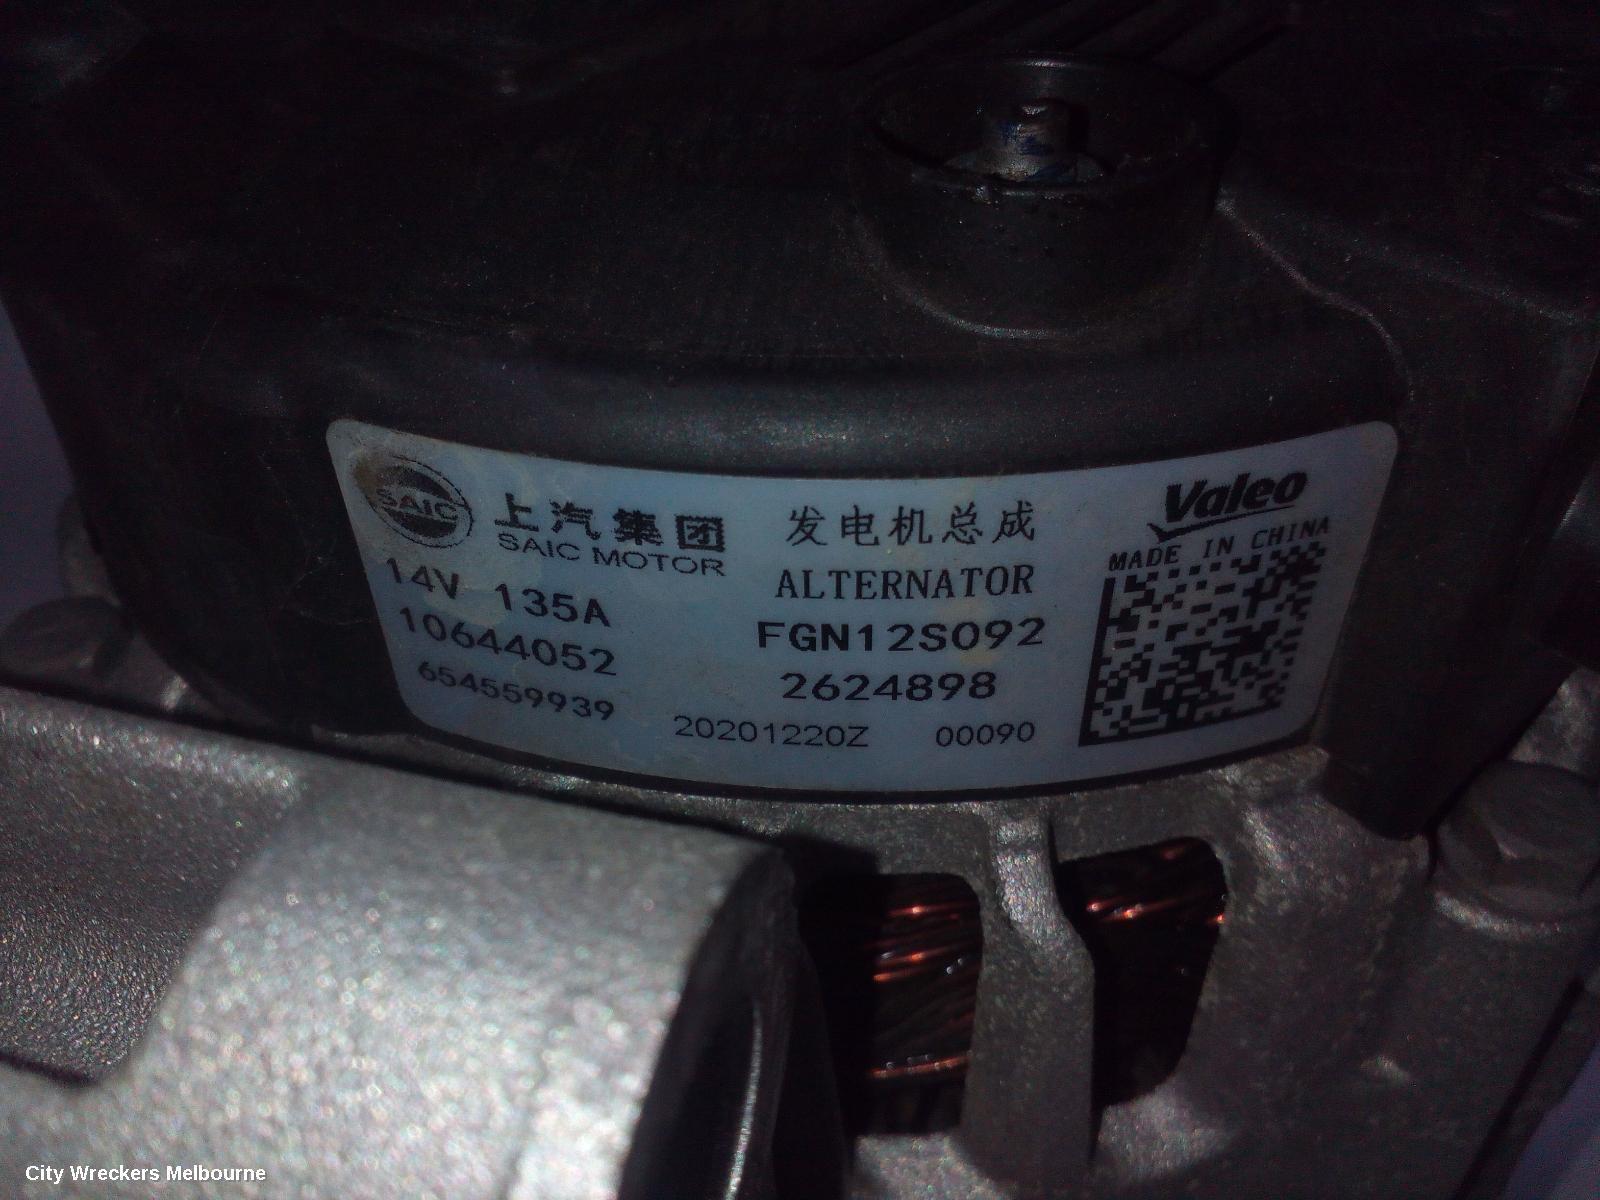 SAIC
上汽集团
SAIC MOTOR
14V 135A
10644052
654559939
发电机总成
ALTERNATOR
FGN12S092
2624898
20201220Z 00090
Valeo
MADE IN CHINA
City Wreckers Melbourne